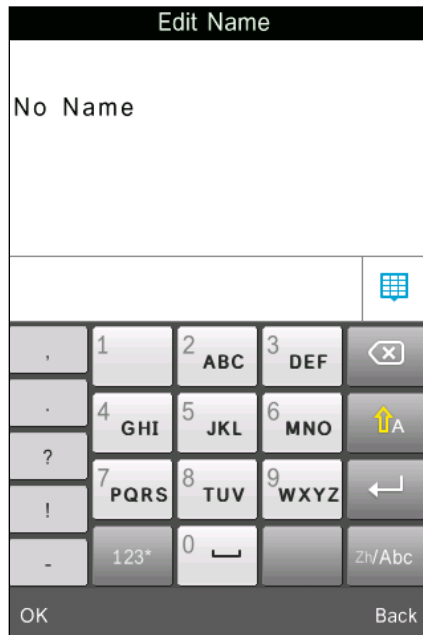 Edit Name
No Name
,
1
2 ABC
3 DEF
.
4 GHI
5 JKL
6 MNO
A
?
7 PQRS
8 TUV
9 WXYZ
!
-
123*
0
Zh/Abc
OK
Back